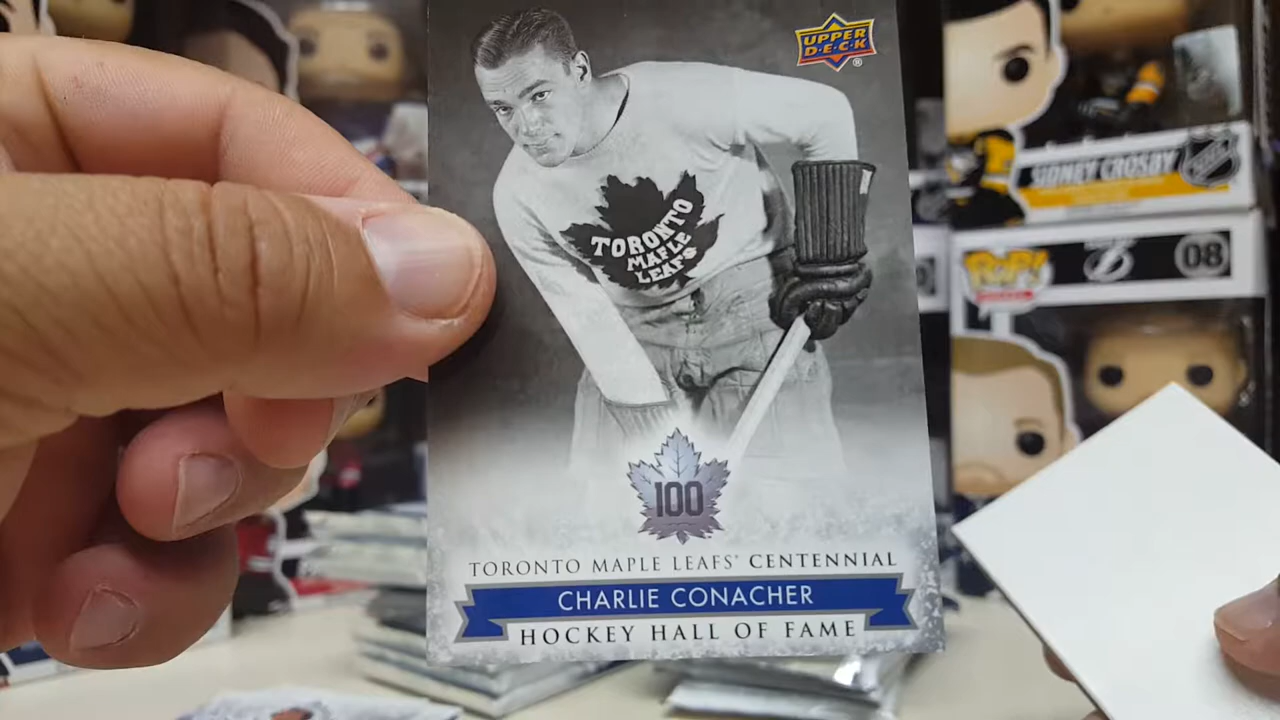 UPPER
D·E·C·K
®
TORONTO
MAPLE
LEAFS
100
TORONTO MAPLE LEAFS® CENTENNIAL
CHARLIE CONACHER
HOCKEY HALL OF FAME
SIDNEY CROSBY
NHL
POP!
08